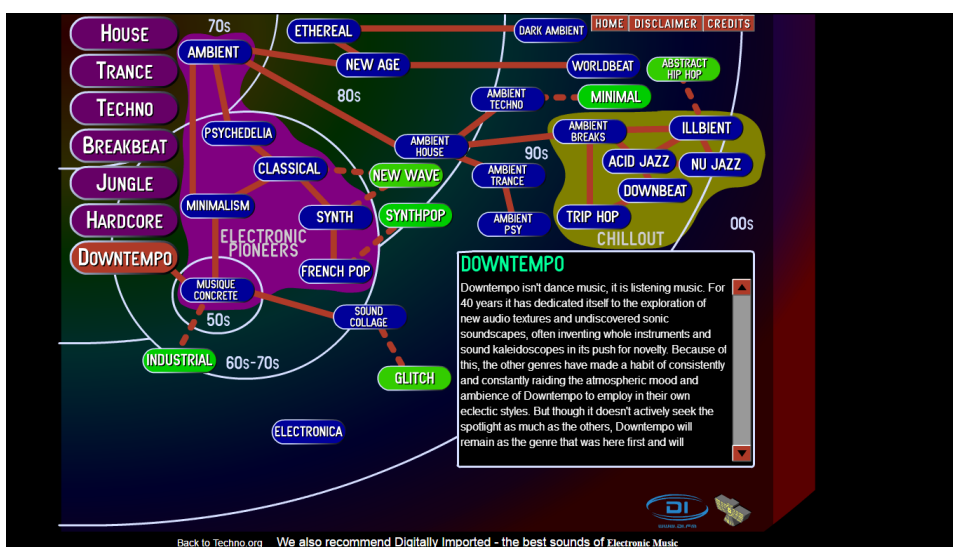 HOUSE
TRANCE
TECHNO
BREAKBEAT
JUNGLE
HARDCORE
DOWNTEMPO
HOME
DISCLAIMER
CREDITS
70s
ETHEREAL
DARK AMBIENT
AMBIENT
NEW AGE
WORLDBEAT
ABSTRACT
HIP HOP
80s
AMBIENT
TECHNO
MINIMAL
PSYCHEDELIA
AMBIENT
HOUSE
AMBIENT
BREAKS
ILLBIENT
90s
CLASSICAL
NEW WAVE
AMBIENT
TRANCE
ACID JAZZ
NU JAZZ
DOWNBEAT
MINIMALISM
SYNTH
SYNTHPOP
AMBIENT
PSY
TRIP HOP
00s
ELECTRONIC
PIONEERS
CHILLOUT
FRENCH POP
MUSIQUE
CONCRETE
50s
SOUND
COLLAGE
INDUSTRIAL
60s-70s
GLITCH
ELECTRONICA
DOWNTEMPO
Downtempo isn't dance music, it is listening music. For
40 years it has dedicated itself to the exploration of
new audio textures and undiscovered sonic
soundscapes, often inventing whole instruments and
sound kaleidoscopes in its push for novelty. Because of
this, the other genres have made a habit of consistently
and constantly raiding the atmospheric mood and
ambience of Downtempo to employ in their own
eclectic styles. But though it doesn't actively seek the
spotlight as much as the others, Downtempo will
remain as the genre that was here first and will
DI
WWW.DI.FM
Back to Techno.org We also recommend Digitally Imported - the best sounds of Electronic Music